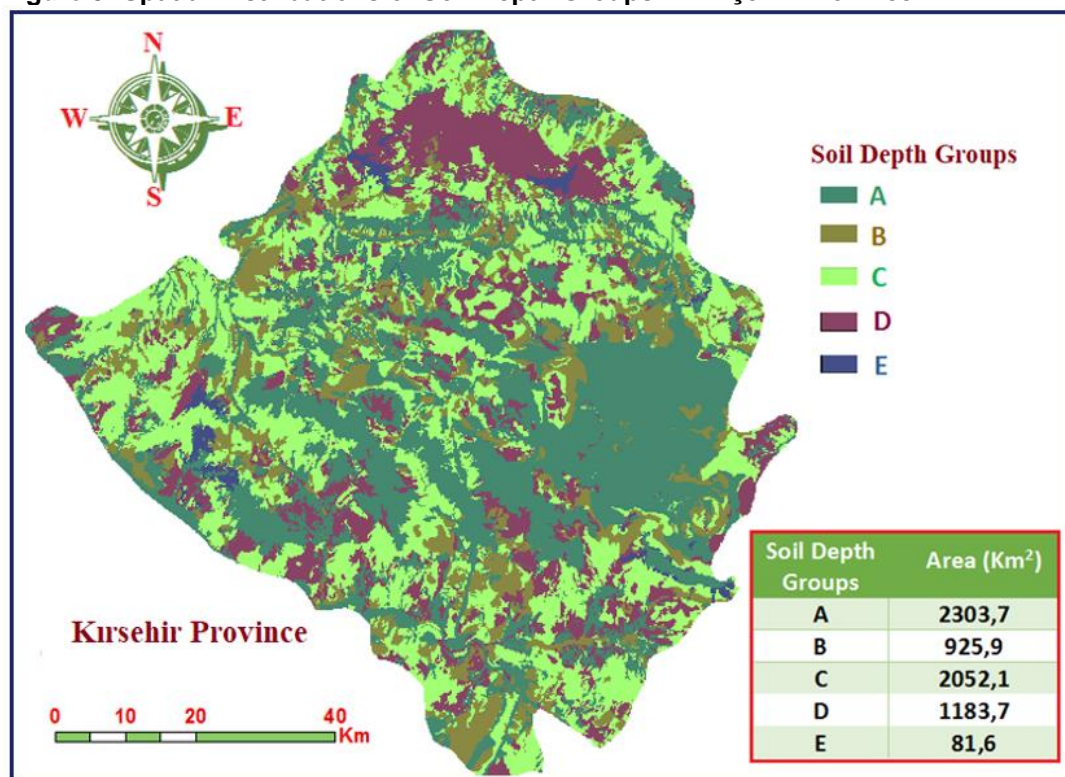 N
W E
S
Soil Depth Groups
A
B
C
D
E
Soil Depth Groups Area (Km²)
A 2303,7
B 925,9
C 2052,1
D 1183,7
E 81,6
Kırsehir Province
0 10 20 40
Km